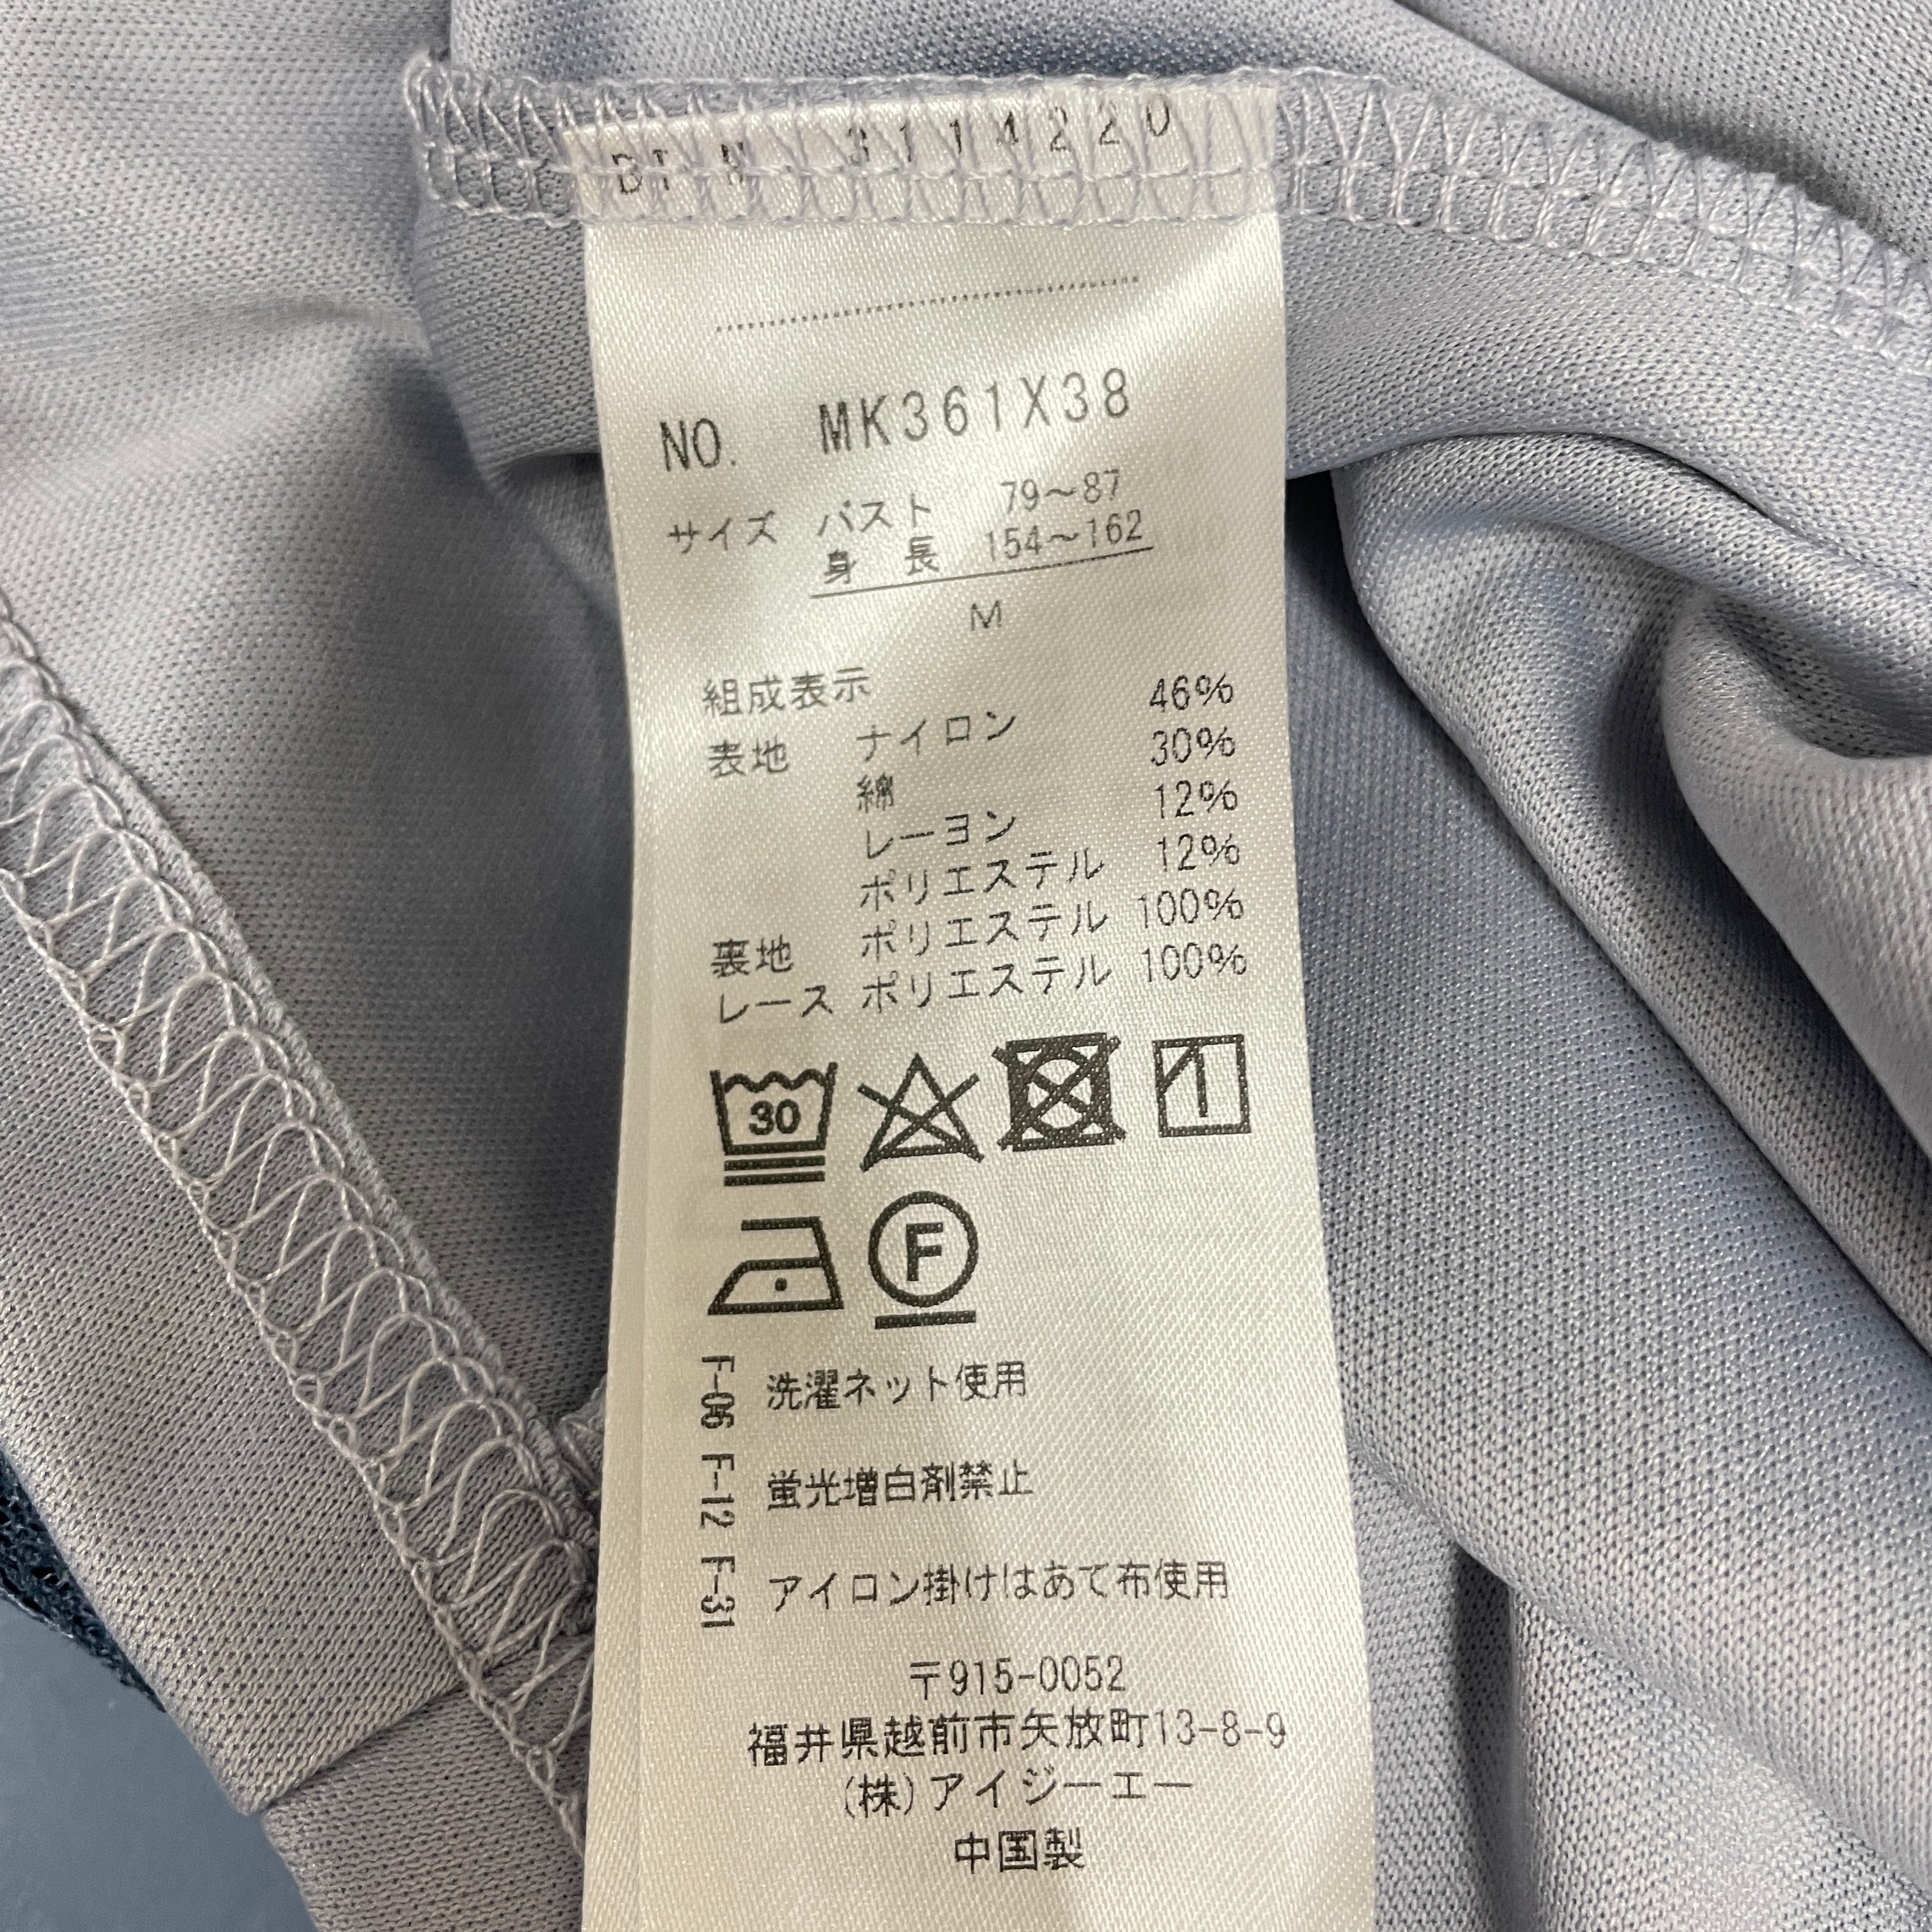 3114220
NO. MK361X38
サイズ バスト 79〜87
身 長 154〜162
M
組成表示
表地 ナイロン 46%
綿 30%
レーヨン 12%
ポリエステル 12%
裏地 ポリエステル 100%
レース ポリエステル 100%
30
F
F-06 F-12 F-31
洗濯ネット使用
蛍光増白剤禁止
アイロン掛けはあて布使用
〒915-0052
福井県越前市矢放町13-8-9
(株)アイジーエー
中国製